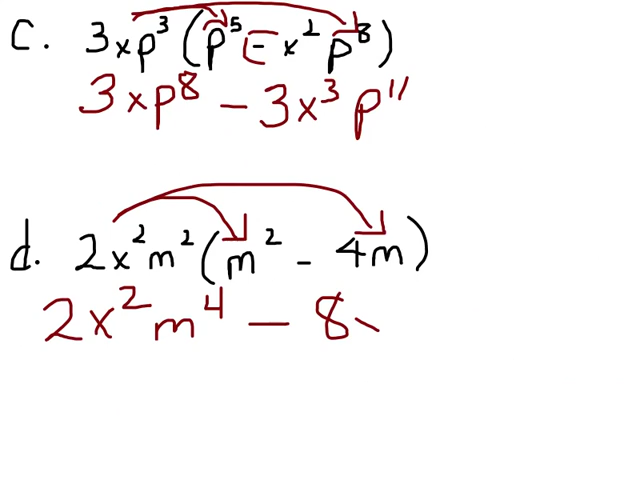 c. 3xp³(p⁵ - x²p⁸)
3xp⁸ - 3x³p¹¹
d. 2x²m²(m² - 4m)
2x²m⁴ - 8